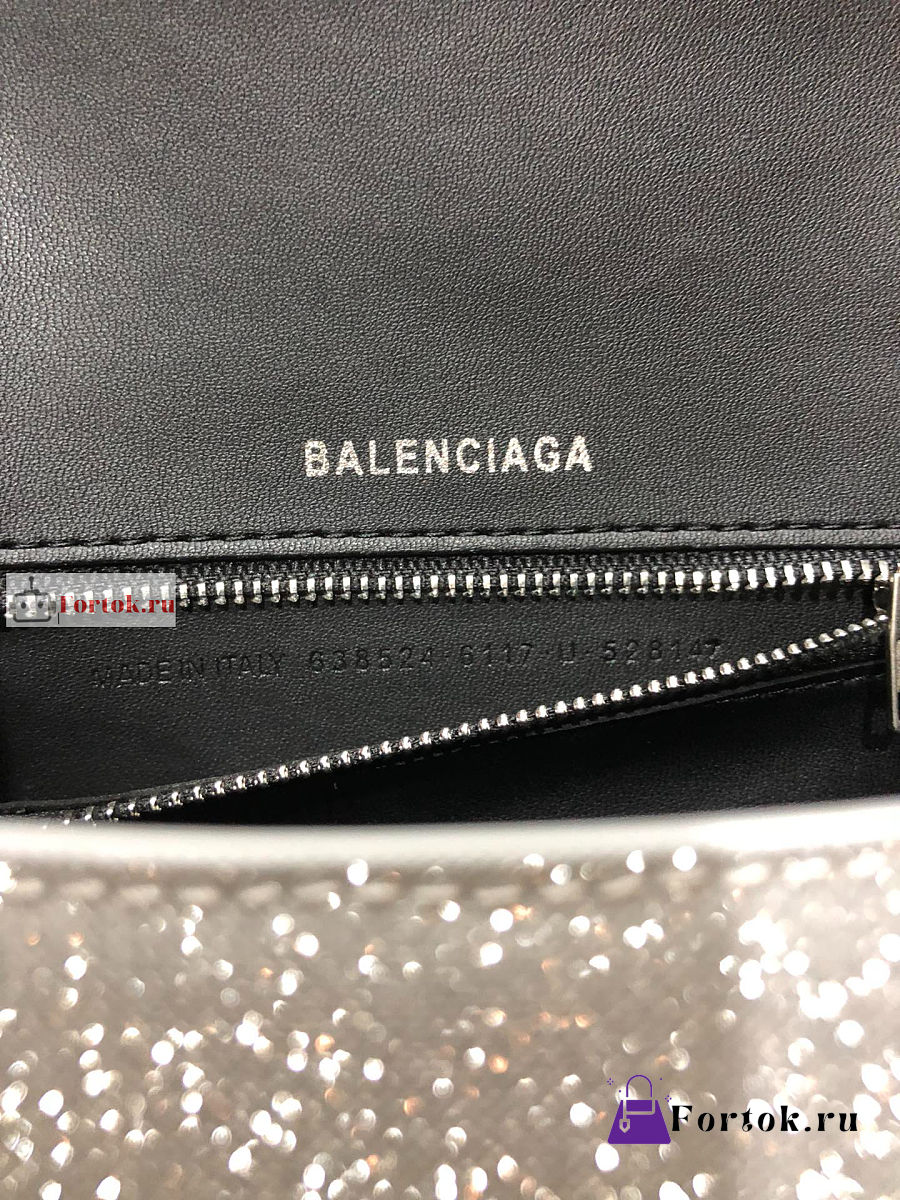 BALENCIAGA
Fortok.ru
MADE IN ITALY 638524 6117 U 528147
Fortok.ru